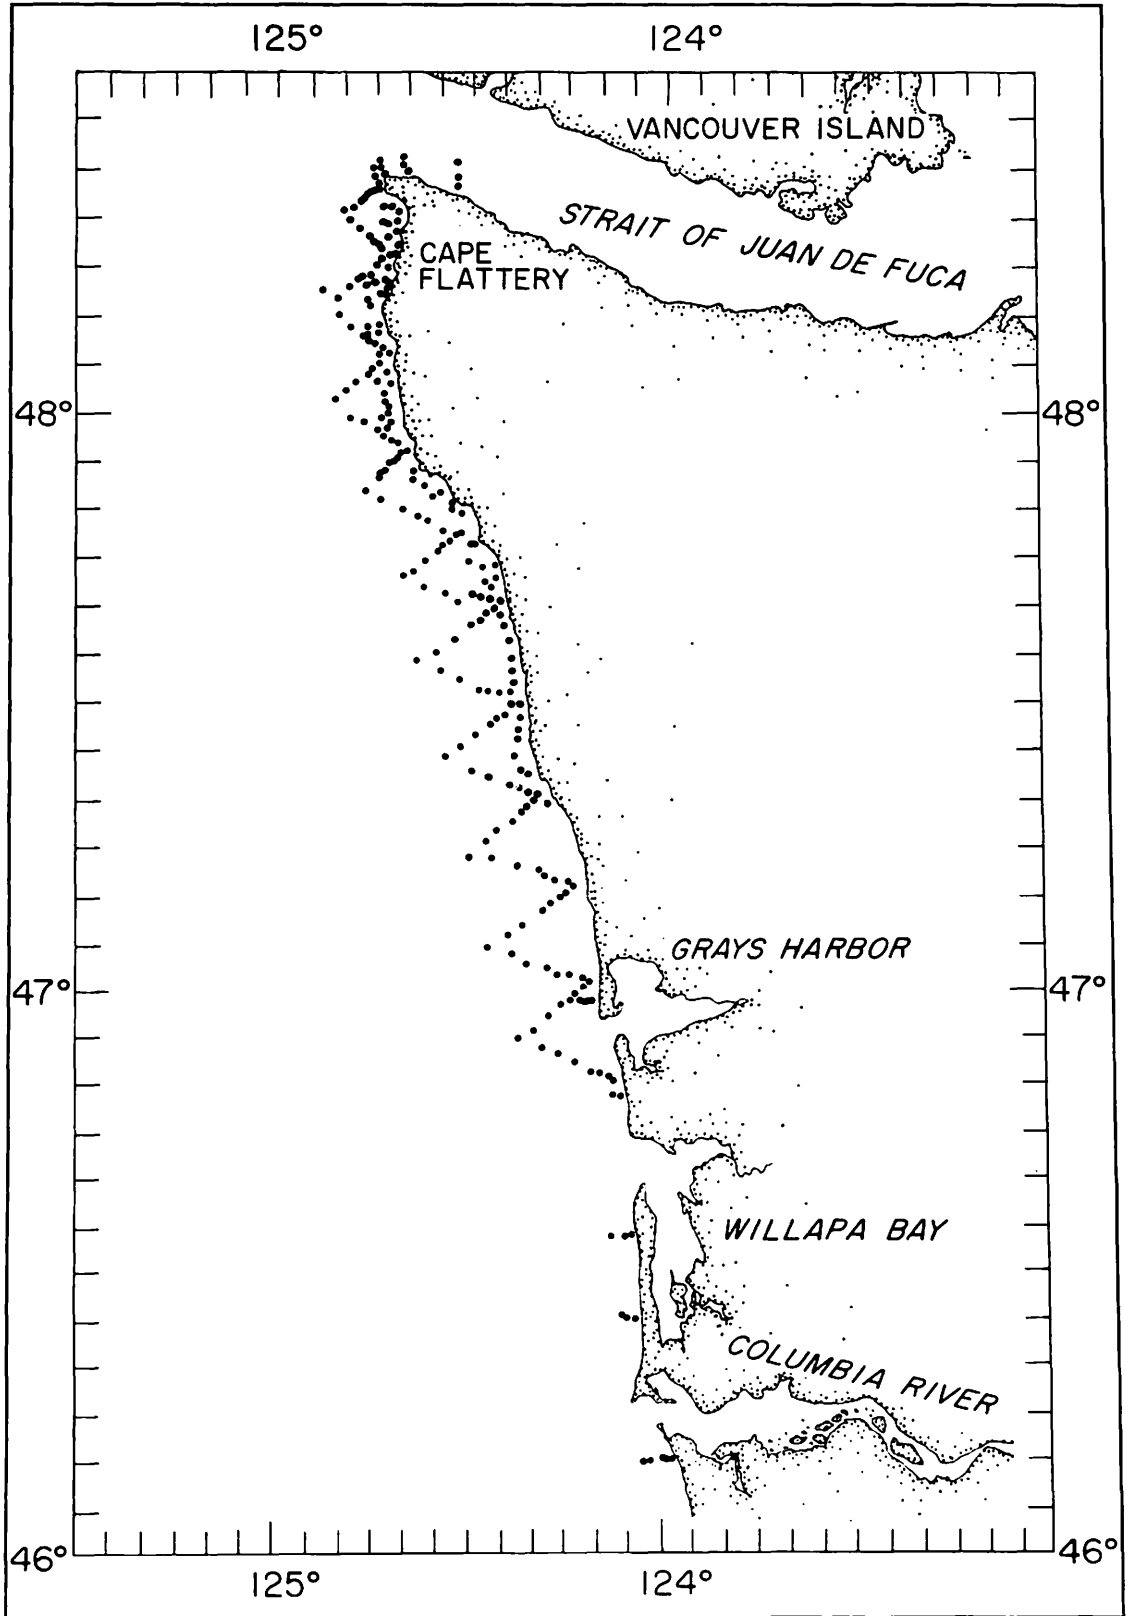 125° 124°
VANCOUVER ISLAND
STRAIT OF JUAN DE FUCA
CAPE
FLATTERY
48° 48°
GRAYS HARBOR
47° 47°
WILLAPA BAY
COLUMBIA RIVER
46° 46°
125° 124°